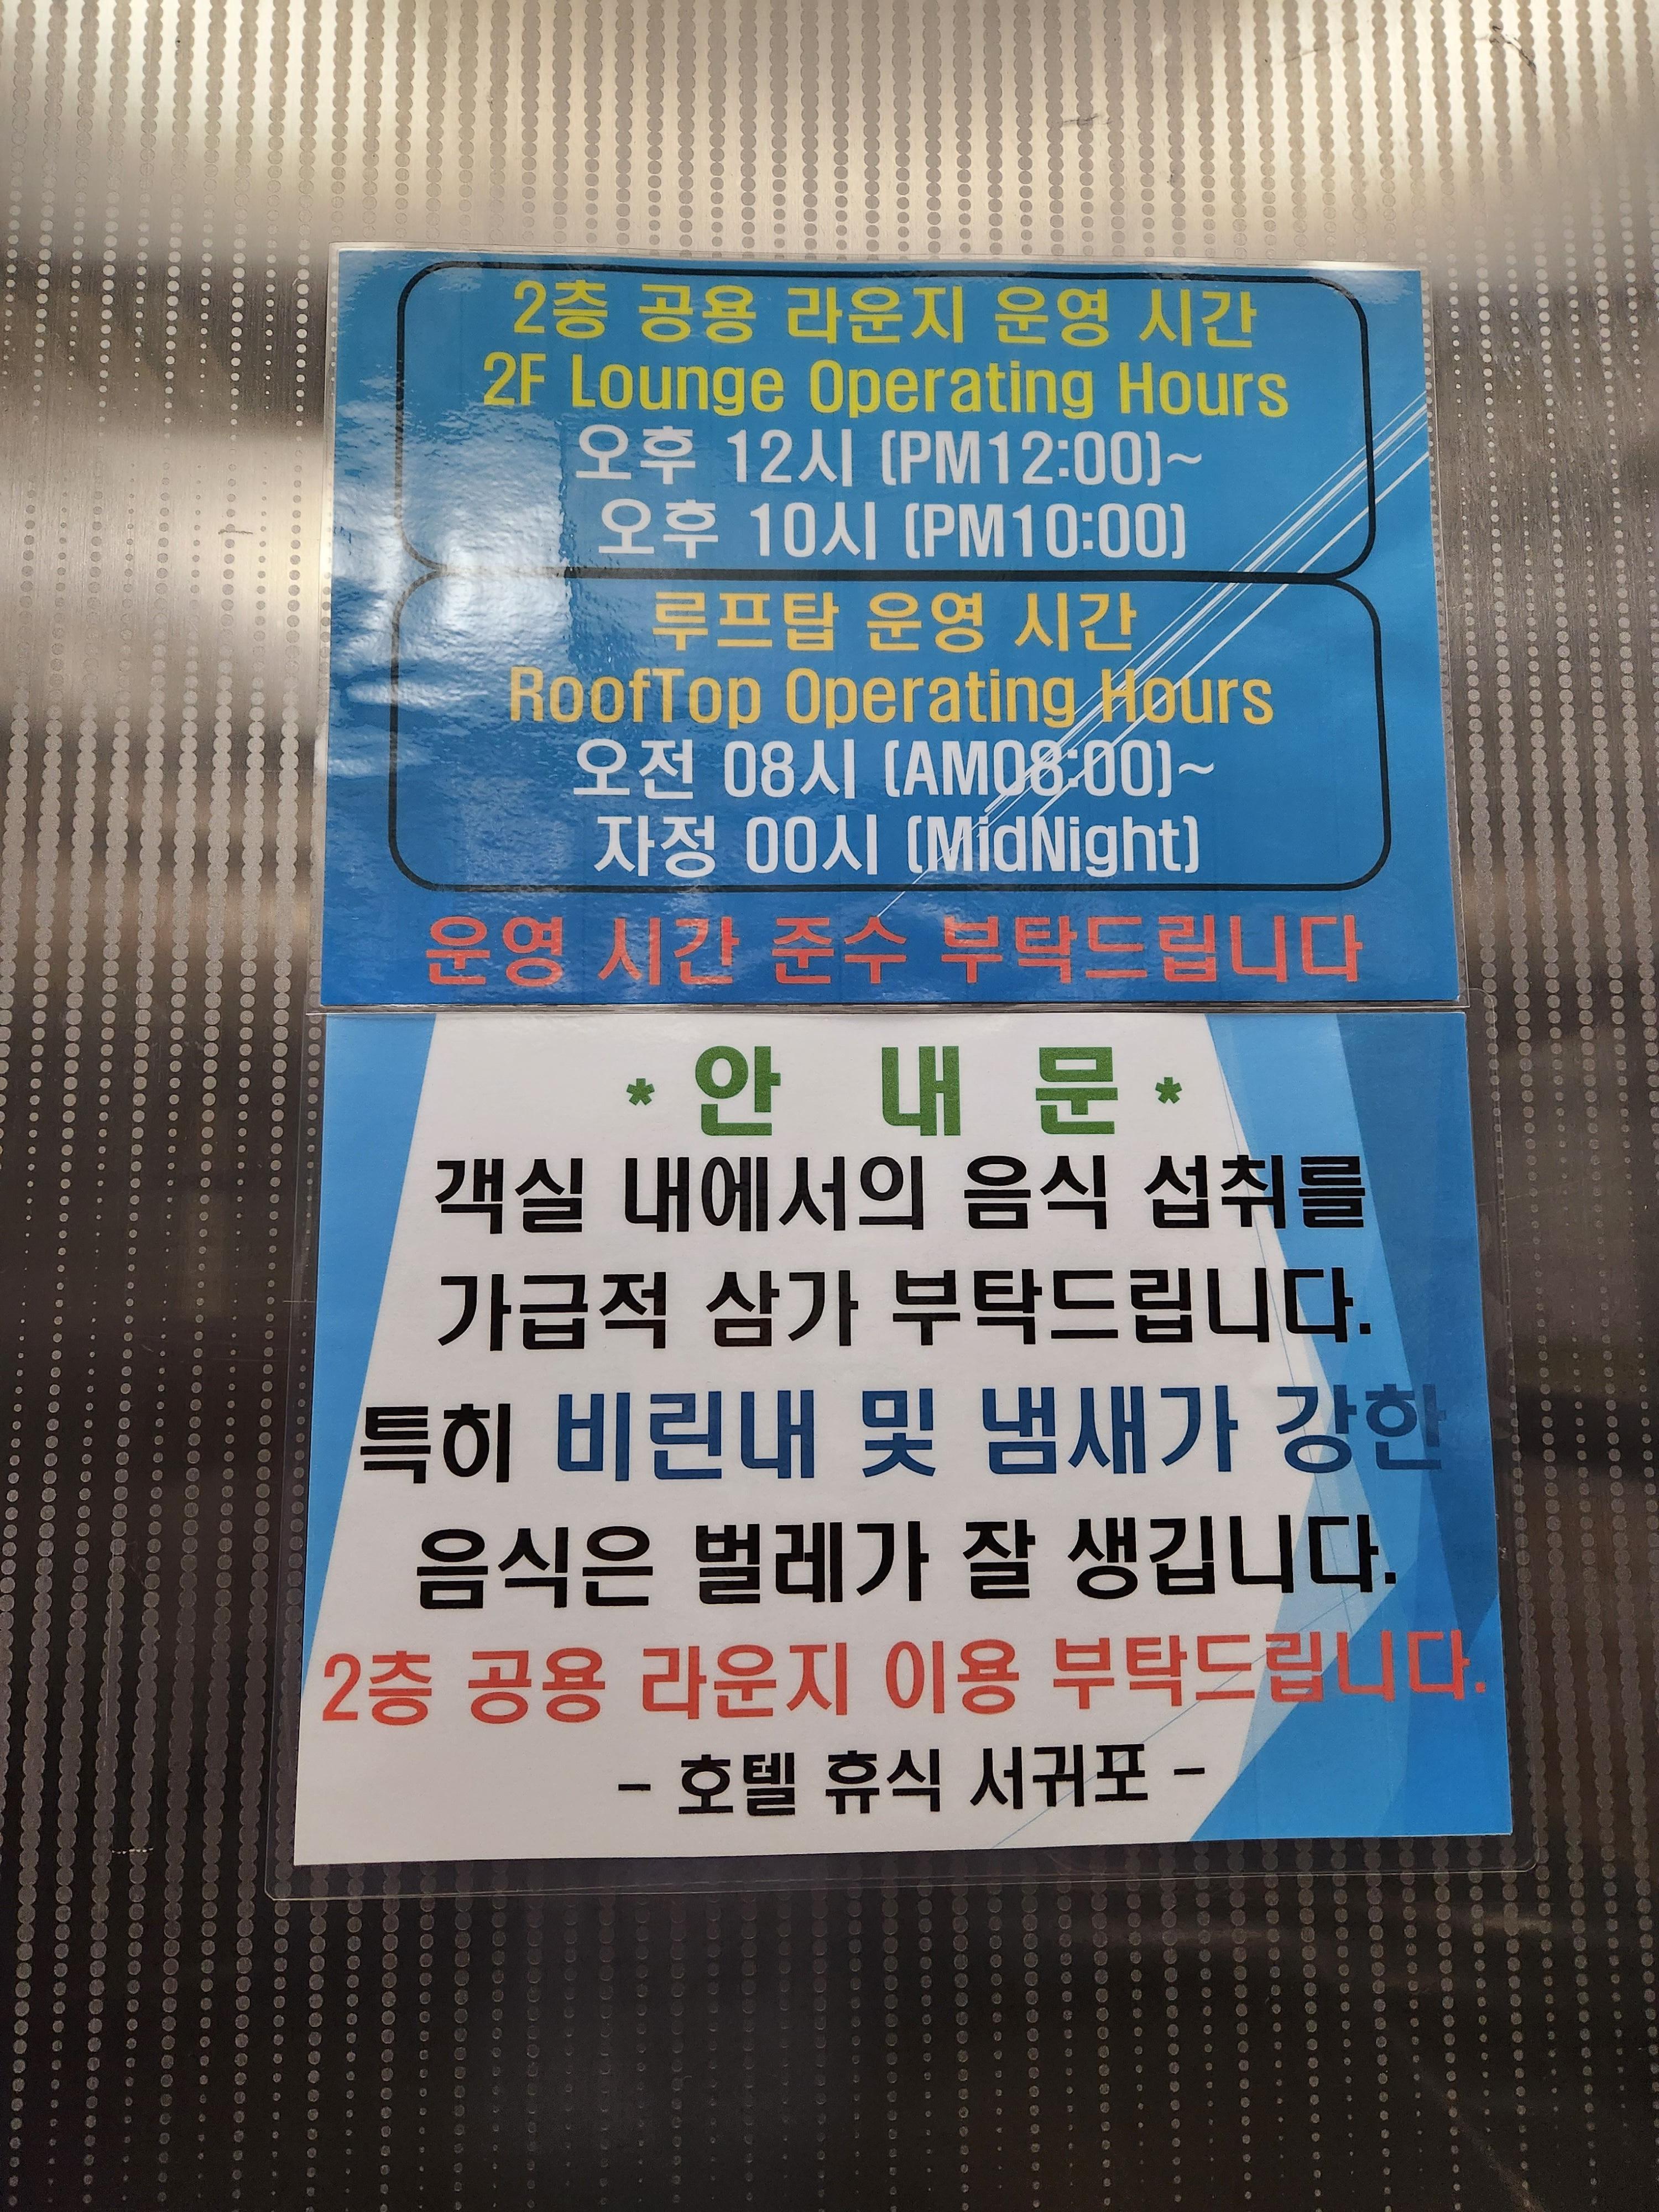 2층 공용 라운지 운영 시간
2F Lounge Operating Hours
오후 12시 (PM12:00)~
오후 10시 (PM10:00)
루프탑 운영 시간
RoofTop Operating Hours
오전 08시 (AM08:00)~
자정 00시 (MidNight)
운영 시간 준수 부탁드립니다
* 안 내 문 *
객실 내에서의 음식 섭취를
가급적 삼가 부탁드립니다.
특히 비린내 및 냄새가 강한
음식은 벌레가 잘 생깁니다.
2층 공용 라운지 이용 부탁드립니다.
- 호텔 휴식 서귀포 -